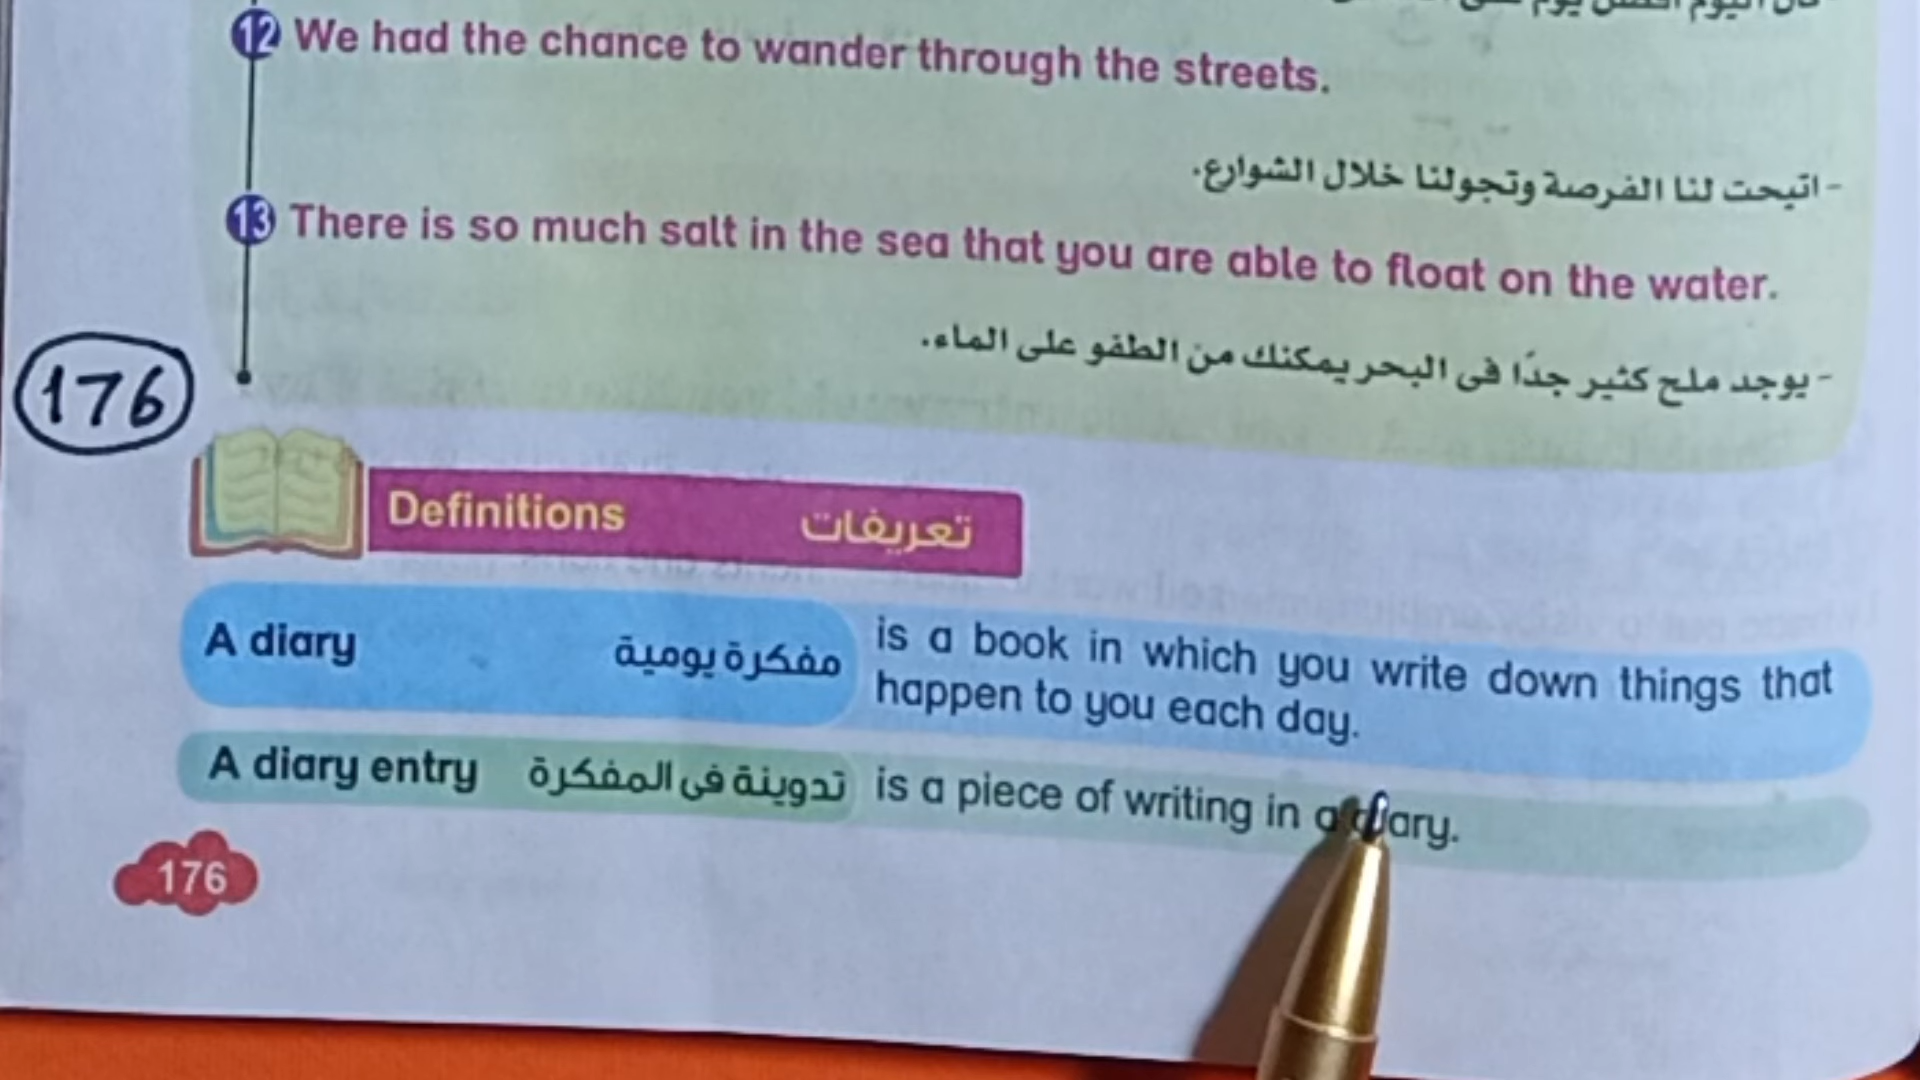 12 We had the chance to wander through the streets.
- اتيحت لنا الفرصة وتجولنا خلال الشوارع.
13 There is so much salt in the sea that you are able to float on the water.
- يوجد ملح كثير جدًا فى البحر يمكنك من الطفو على الماء.
176
Definitions تعريفات
A diary مفكرة يومية is a book in which you write down things that
happen to you each day.
A diary entry تدوينة فى المفكرة is a piece of writing in a diary.
176